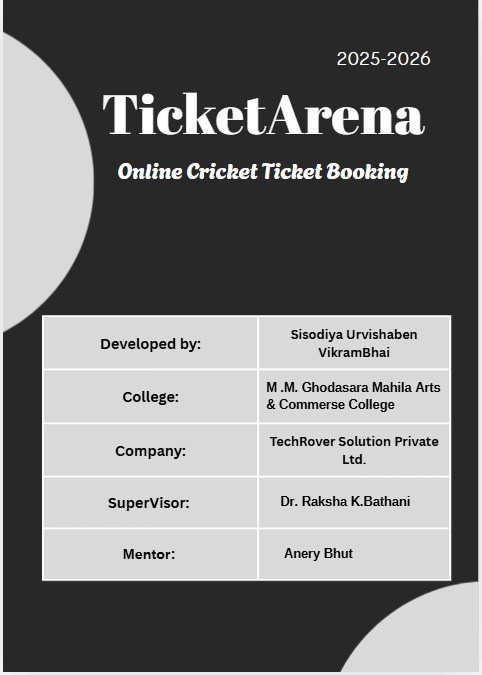 2025-2026
TicketArena
Online Cricket Ticket Booking
Developed by:
Sisodiya Urvishaben
VikramBhai
College:
M .M. Ghodasara Mahila Arts
& Commerse College
Company:
TechRover Solution Private
Ltd.
SuperVisor:
Dr. Raksha K.Bathani
Mentor:
Anery Bhut